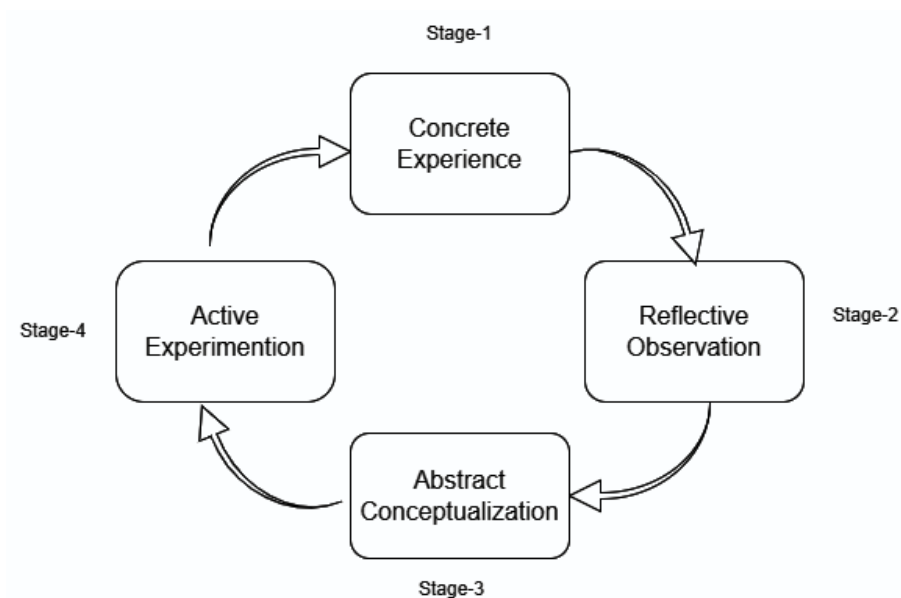 Stage-1
Concrete
Experience
Reflective
Observation
Stage-2
Abstract
Conceptualization
Stage-3
Active
Experimention
Stage-4